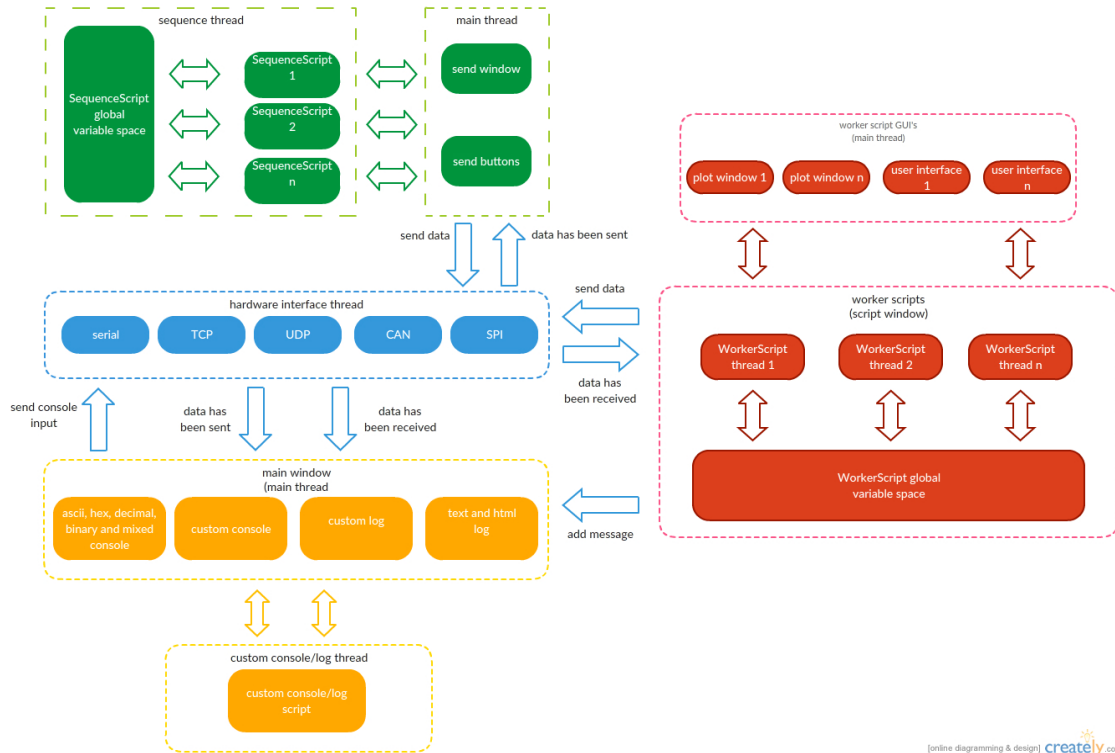 sequence thread
main thread
SequenceScript
global
variable space
SequenceScript
1
SequenceScript
2
SequenceScript
n
send window
send buttons
worker script GUI's
(main thread)
plot window 1
plot window n
user interface
1
user interface
n
send data
data has been sent
hardware interface thread
serial
TCP
UDP
CAN
SPI
send data
data has
been received
worker scripts
(script window)
WorkerScript
thread 1
WorkerScript
thread 2
WorkerScript
thread n
WorkerScript global
variable space
send console
input
data has
been sent
data has
been received
main window
(main thread
ascii, hex, decimal,
binary and mixed
console
custom console
custom log
text and html
log
add message
custom console/log thread
custom console/log
script
[online diagramming & design]
creately.co